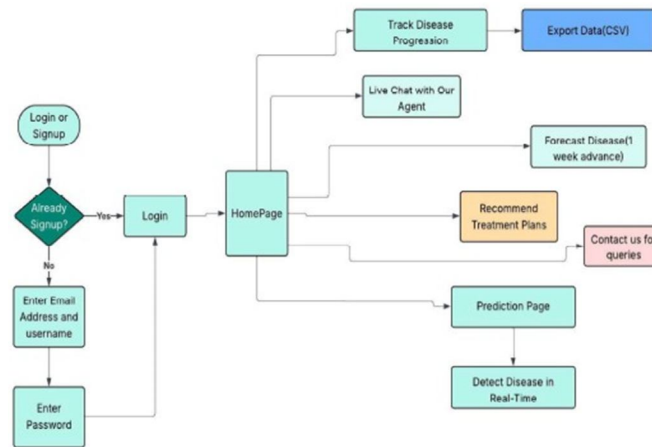 Track Disease
Progression
Export Data(CSV)
Live Chat with Our
Agent
Login or
Signup
Forecast Disease(1
week advance)
Already
Signup?
Yes
Login
HomePage
Recommend
Treatment Plans
Contact us for
queries
No
Enter Email
Address and
username
Prediction Page
Enter
Password
Detect Disease in
Real-Time